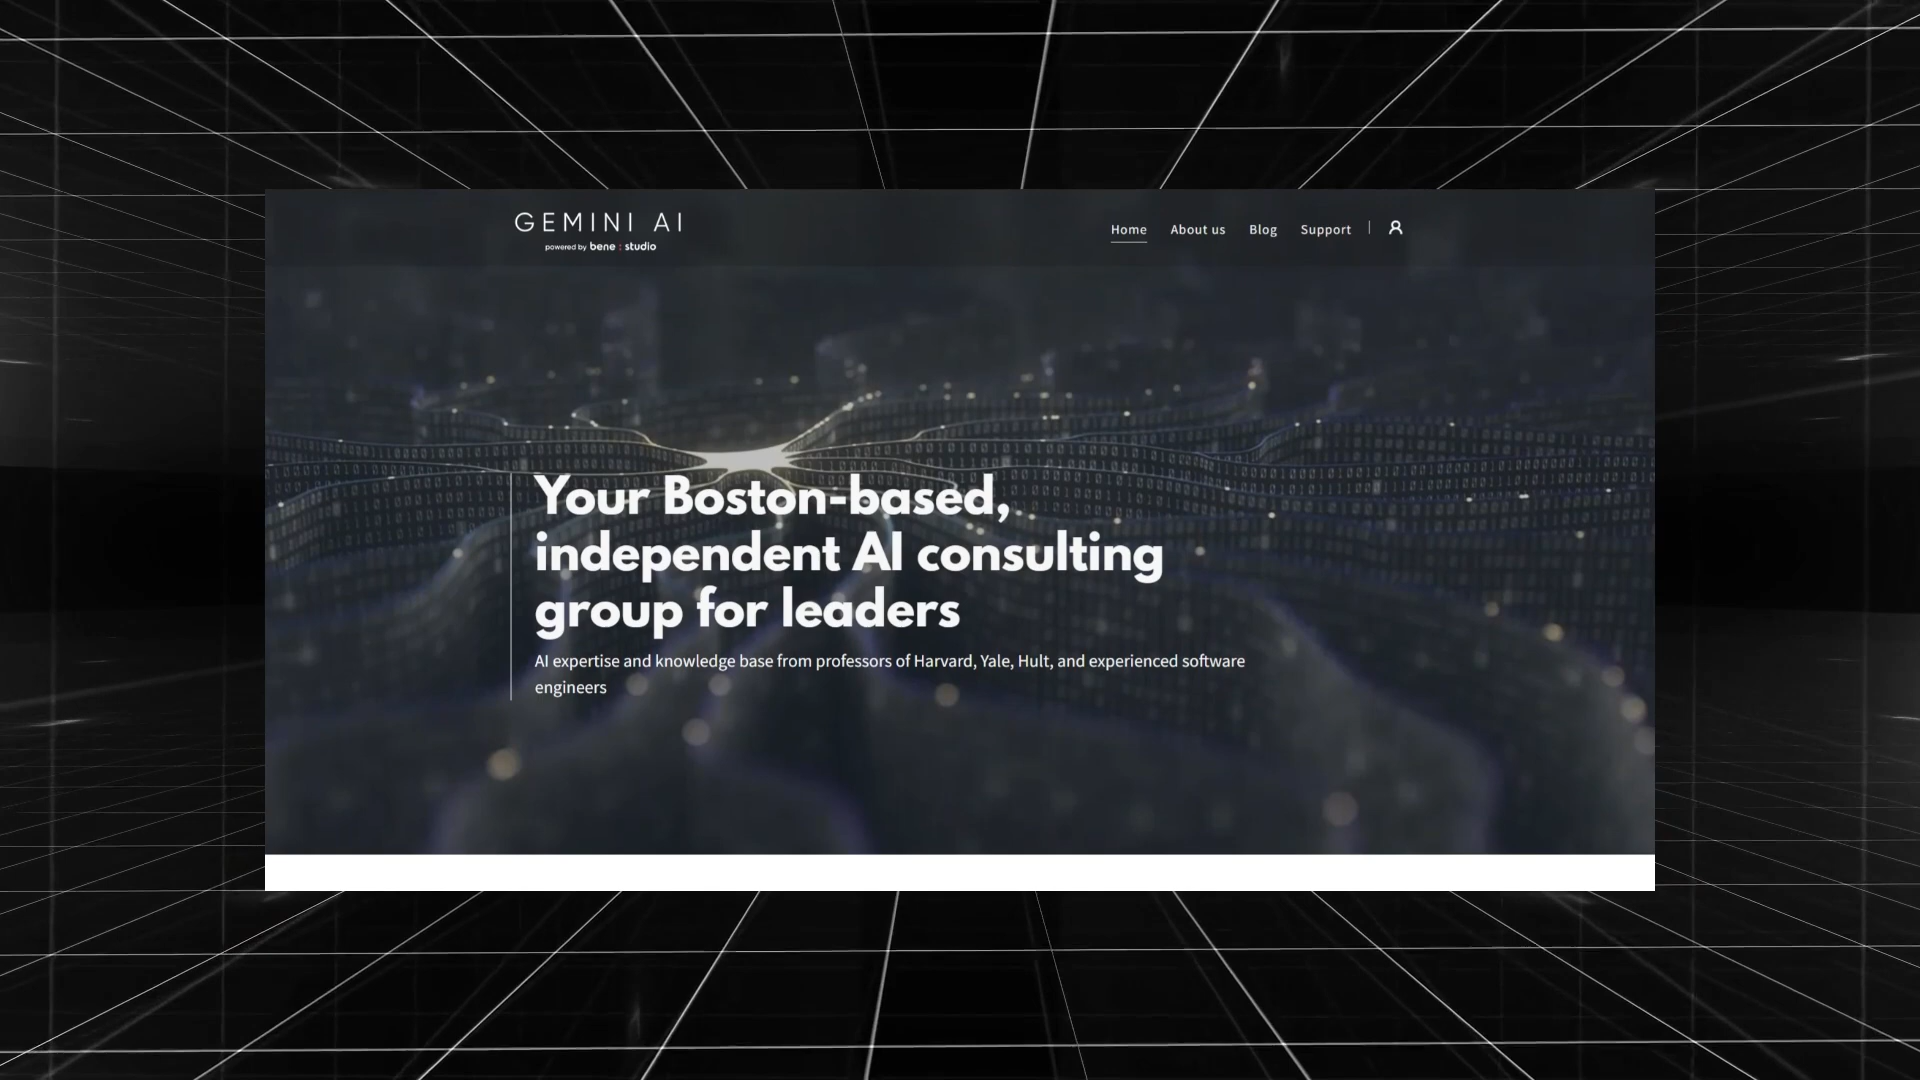 GEMINI AI
powered by bene : studio
Home About us Blog Support |
Your Boston-based,
independent AI consulting
group for leaders
AI expertise and knowledge base from professors of Harvard, Yale, Hult, and experienced software
engineers